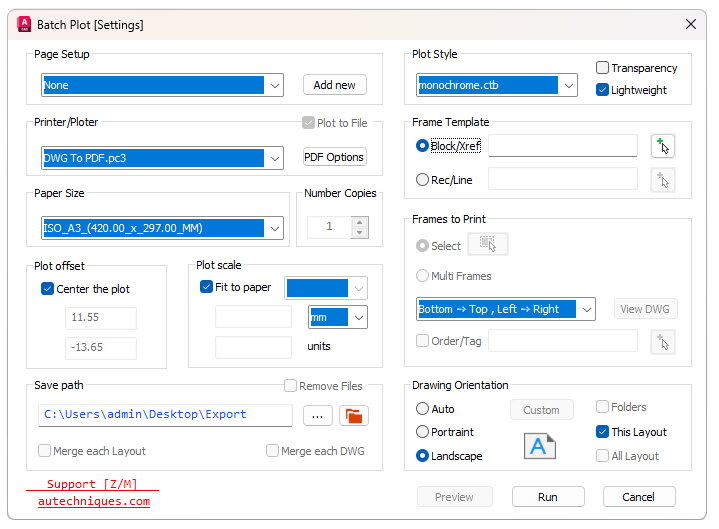 Batch Plot [Settings]
Page Setup
None
Add new
Plot Style
monochrome.ctb
Transparency
Lightweight
Printer/Ploter
Plot to File
DWG To PDF.pc3
PDF Options
Frame Template
Block/Xref
Rec/Line
Paper Size
ISO_A3_(420.00_x_297.00_MM)
Number Copies
1
Frames to Print
Select
Multi Frames
Bottom -> Top , Left -> Right
View DWG
Order/Tag
Plot offset
Center the plot
11.55
-13.65
Plot scale
Fit to paper
mm
units
Save path
Remove Files
C:\Users\admin\Desktop\Export
...
Merge each Layout
Merge each DWG
Drawing Orientation
Auto
Custom
Folders
Portraint
A
This Layout
Landscape
All Layout
Support [Z/M]
autechniques.com
Preview
Run
Cancel